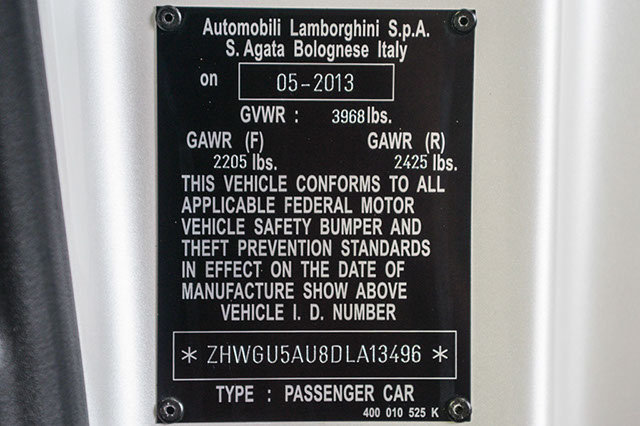 Automobili Lamborghini S.p.A.
S. Agata Bolognese Italy
on 05-2013
GVWR : 3968 lbs.
GAWR (F) GAWR (R)
2205 lbs. 2425 lbs.
THIS VEHICLE CONFORMS TO ALL
APPLICABLE FEDERAL MOTOR
VEHICLE SAFETY BUMPER AND
THEFT PREVENTION STANDARDS
IN EFFECT ON THE DATE OF
MANUFACTURE SHOW ABOVE
VEHICLE I. D. NUMBER
* ZHWGU5AU8DLA13496 *
TYPE : PASSENGER CAR
400 010 525 K